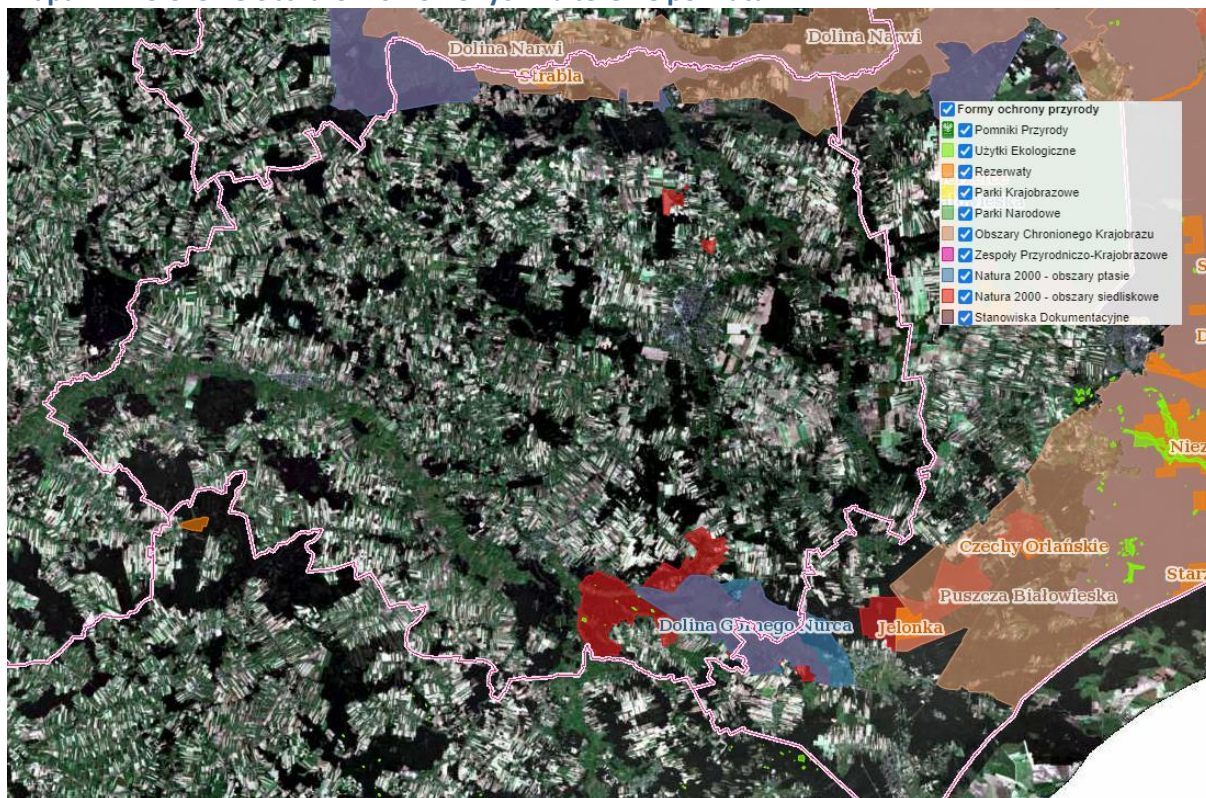 Dolina Narwi
Dolina Narwi
Strabla
Formy ochrony przyrody
Pomniki Przyrody
Użytki Ekologiczne
Rezerwaty
Parki Krajobrazowe
Parki Narodowe
Obszary Chronionego Krajobrazu
Zespoły Przyrodniczo-Krajobrazowe
Natura 2000 - obszary ptasie
Natura 2000 - obszary siedliskowe
Stanowiska Dokumentacyjne
S
D
Niez
Czechy Orlańskie
Starz
Puszcza Białowieska
Dolina Górnego Nurca
Jelonka